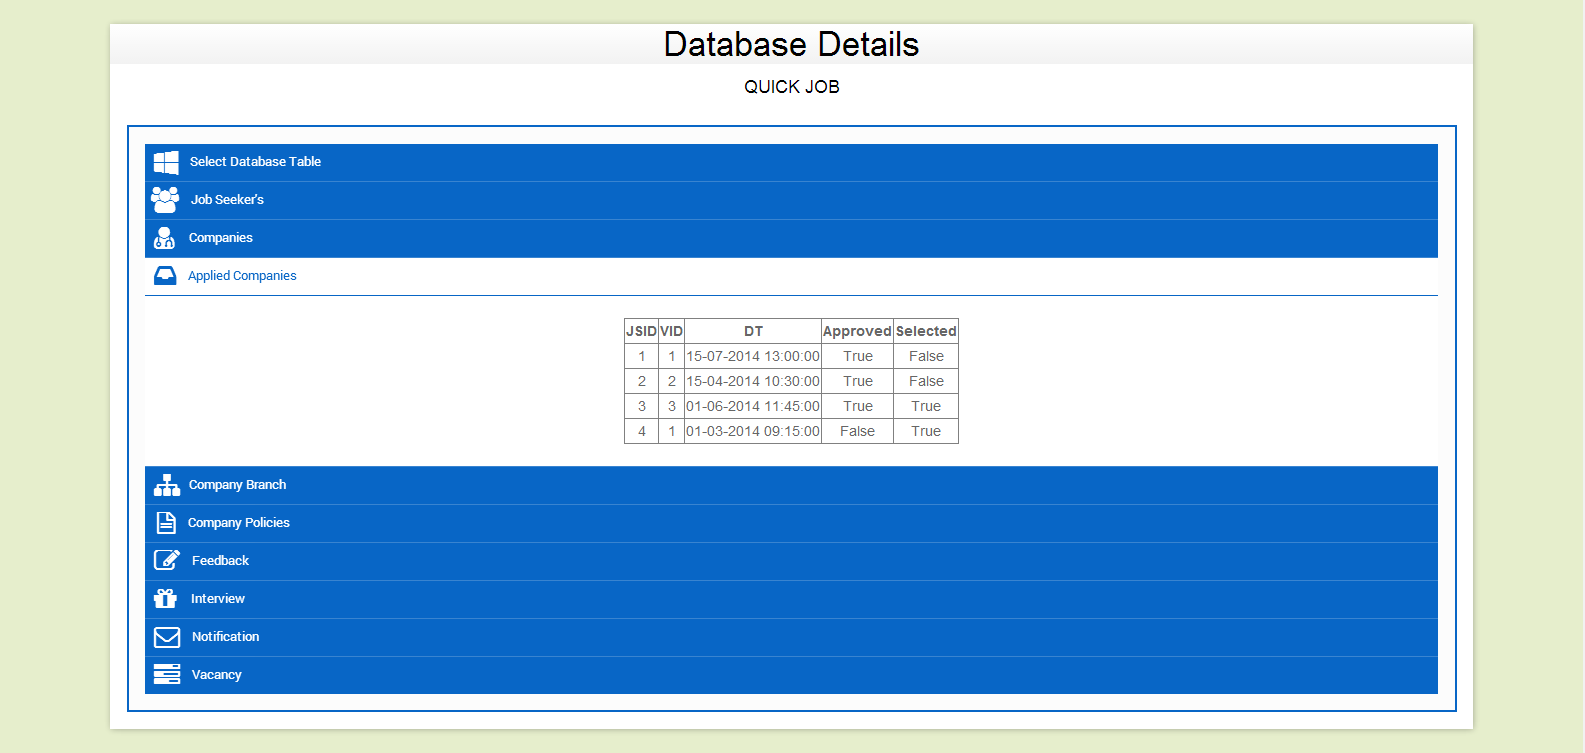 Database Details
QUICK JOB
Select Database Table
Job Seeker's
Companies
Applied Companies
JSID VID DT Approved Selected
1 1 15-07-2014 13:00:00 True False
2 2 15-04-2014 10:30:00 True False
3 3 01-06-2014 11:45:00 True True
4 1 01-03-2014 09:15:00 False True
Company Branch
Company Policies
Feedback
Interview
Notification
Vacancy